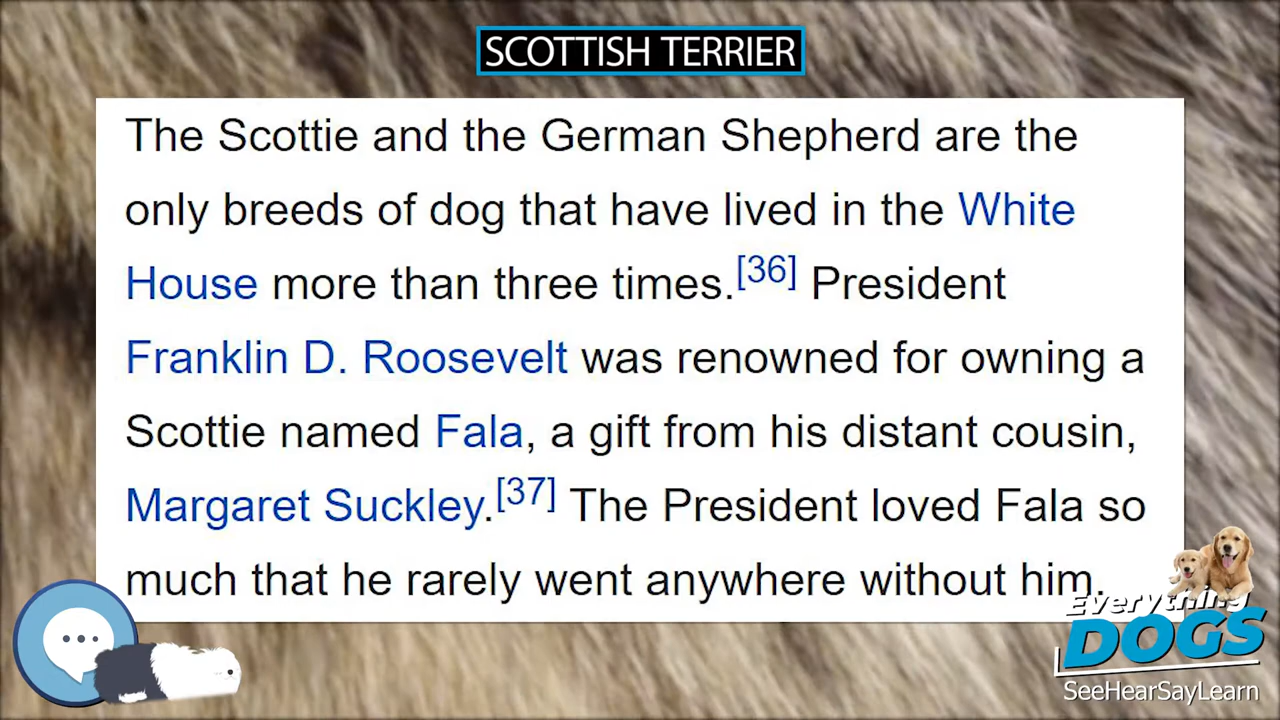 SCOTTISH TERRIER
The Scottie and the German Shepherd are the
only breeds of dog that have lived in the White
House more than three times.[36] President
Franklin D. Roosevelt was renowned for owning a
Scottie named Fala, a gift from his distant cousin,
Margaret Suckley.[37] The President loved Fala so
much that he rarely went anywhere without him.
Everything
DOGS
SeeHearSayLearn